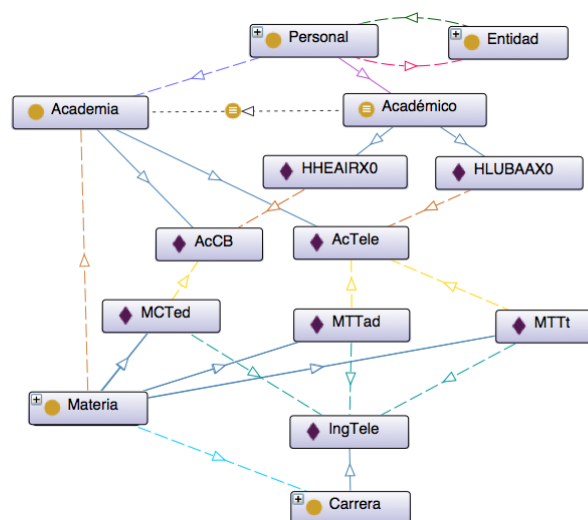 Personal
Entidad
Academia
Académico
HHEAIRX0
HLUBAAX0
AcCB
AcTele
MCTed
MTTad
MTTt
Materia
IngTele
Carrera